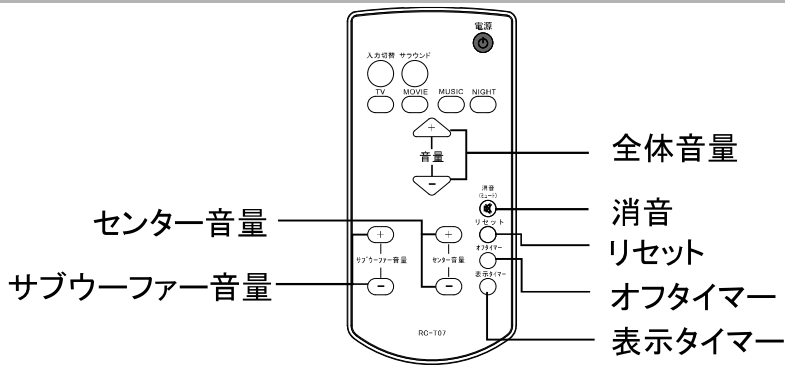 電源
入力切替 サラウンド
TV MOVIE MUSIC NIGHT
+
音量
-
全体音量
消音
(ミュート)
消音
リセット
リセット
センター音量
+ +
サブウーファー音量 センター音量
- -
サブウーファー音量
オフタイマー
オフタイマー
表示タイマー
表示タイマー
RC-T07